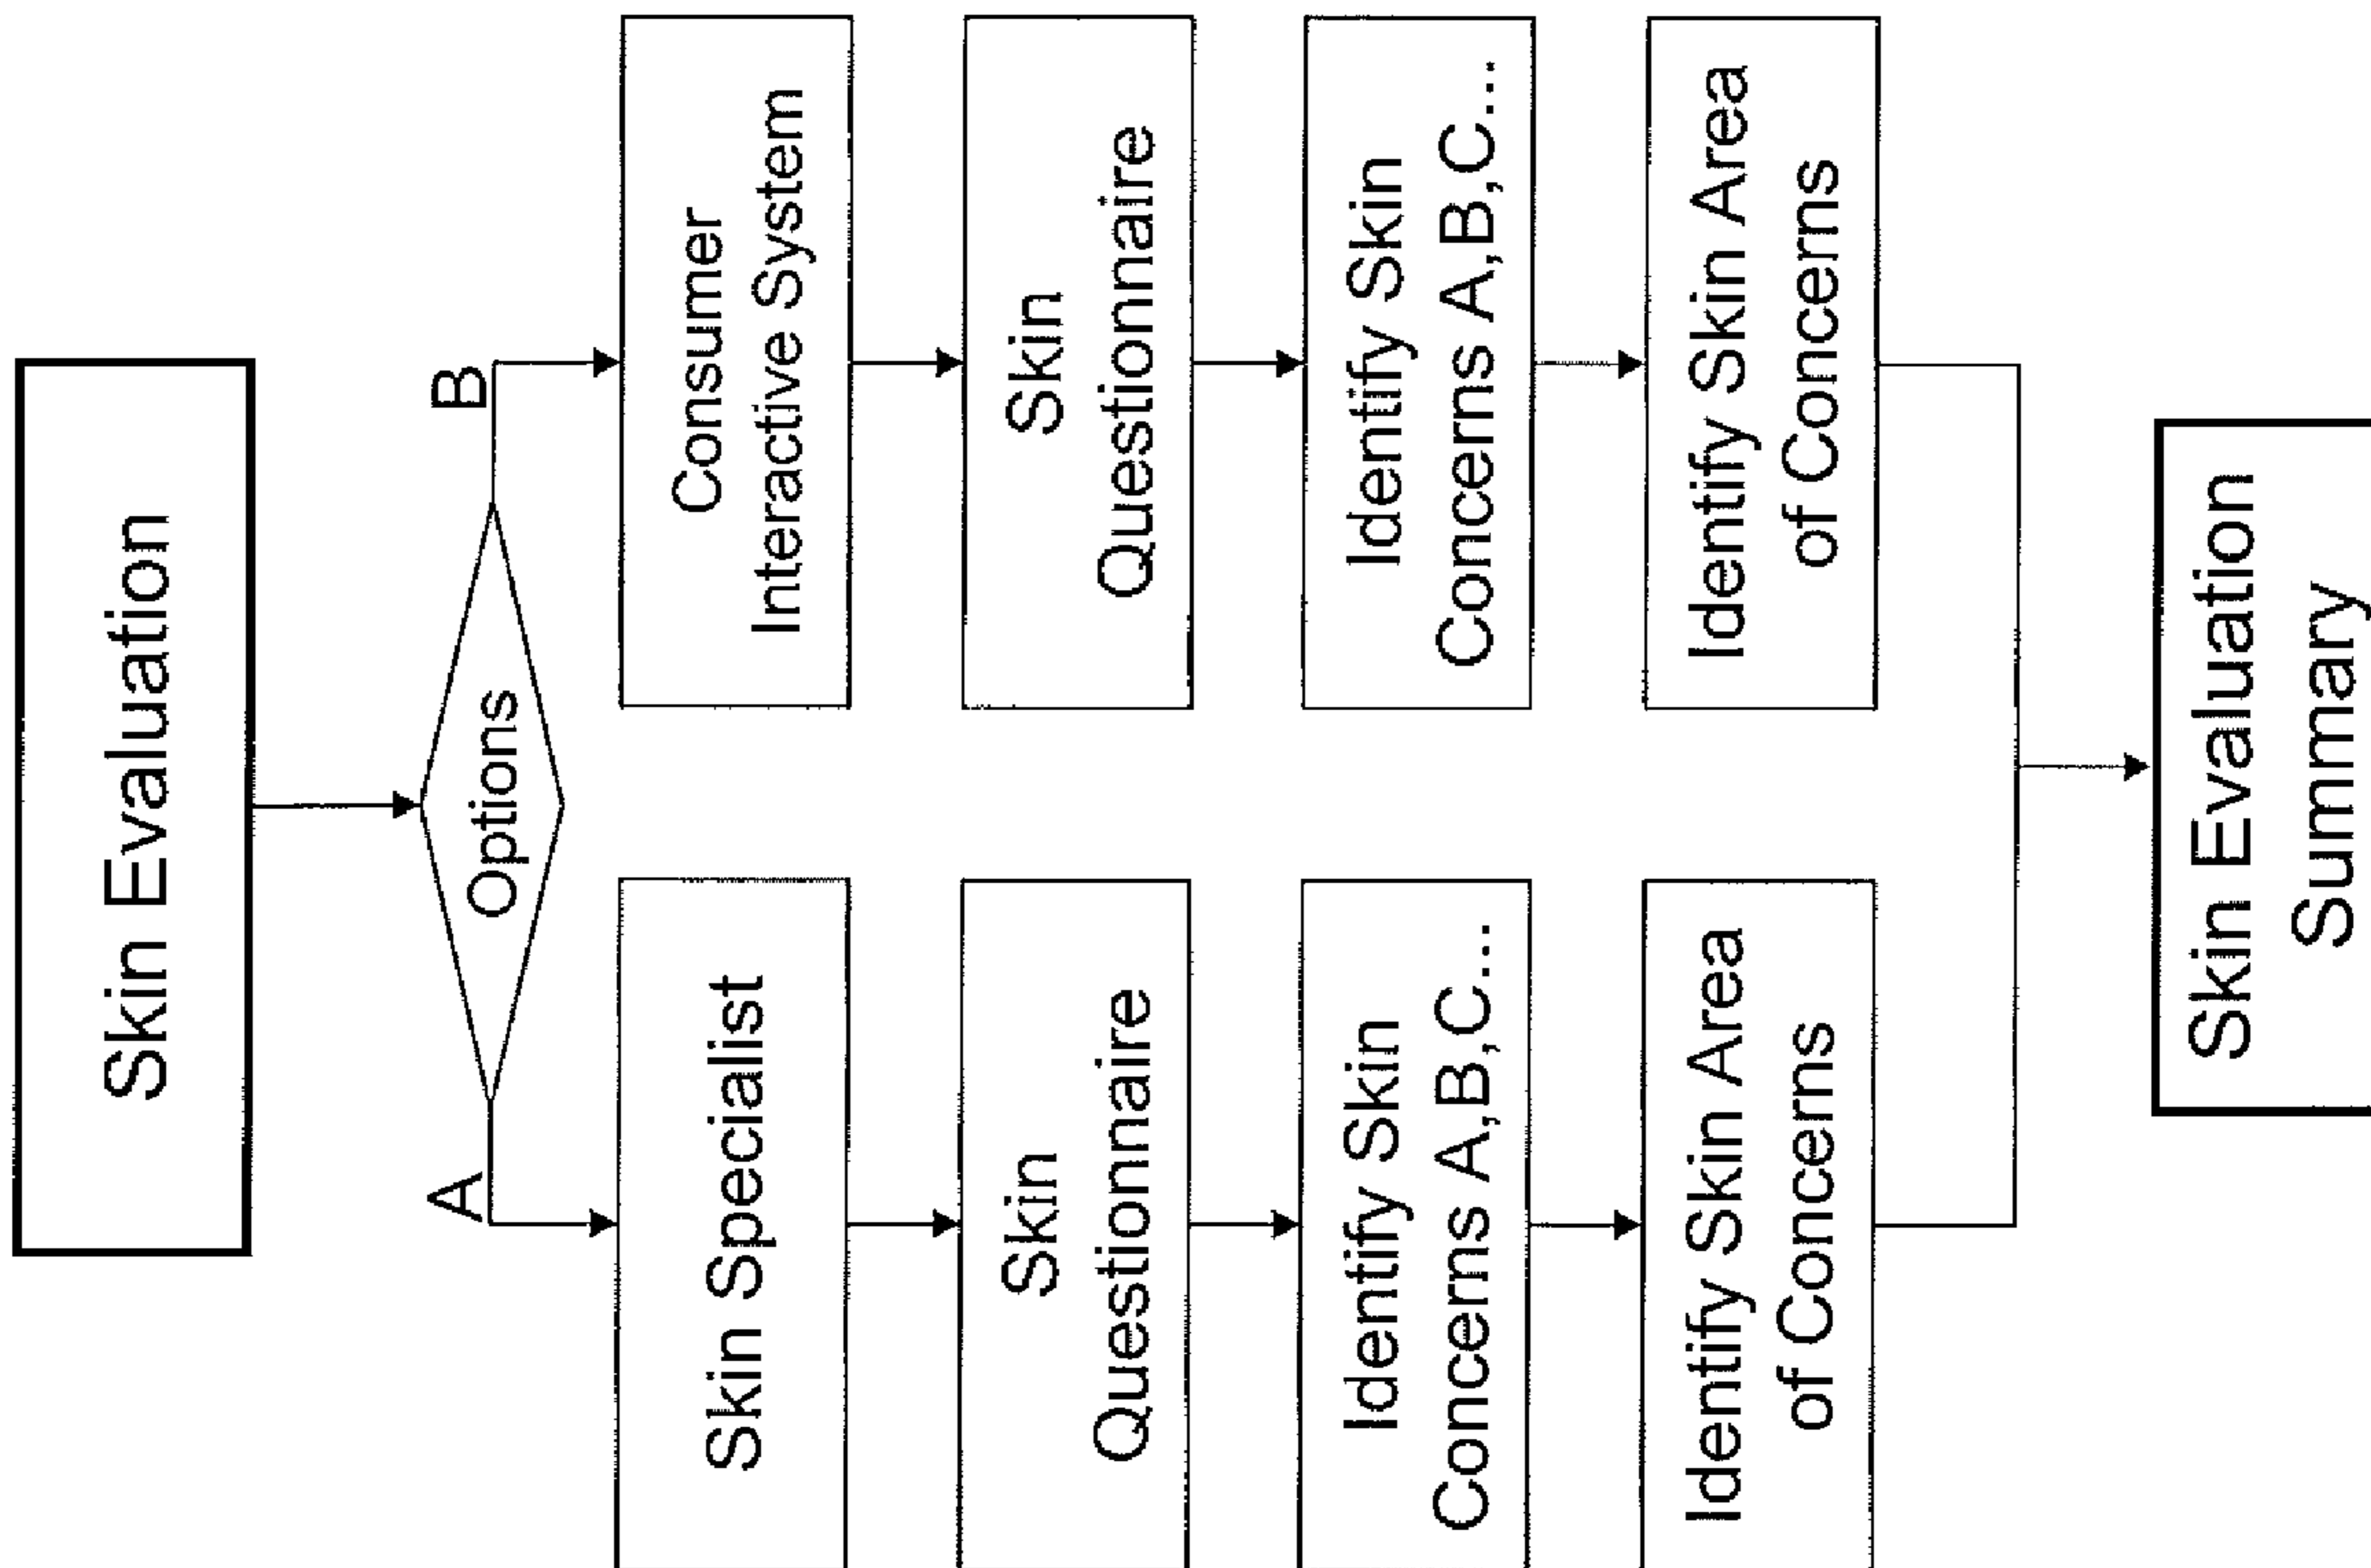 Skin Evaluation
Options
A
B
Skin Specialist
Skin
Questionnaire
Identify Skin
Concerns A,B,C...
Identify Skin Area
of Concerns
Consumer
Interactive System
Skin
Questionnaire
Identify Skin
Concerns A,B,C...
Identify Skin Area
of Concerns
Skin Evaluation
Summary